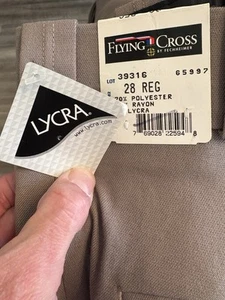 FLYING CROSS
BY FECHHEIMER
LOT 39316 65997
28 REG
70% POLYESTER
RAYON
LYCRA
7 69028 22594 8
LYCRA
www.lycra.com